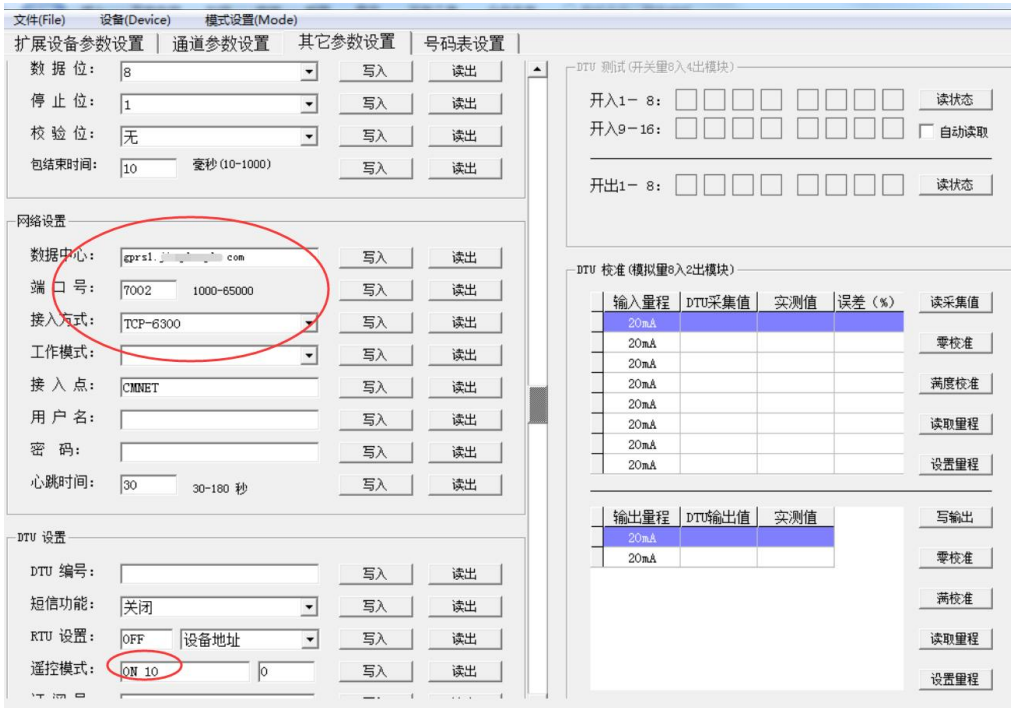 文件(File) 设备(Device) 模式设置(Mode)
扩展设备参数设置 通道参数设置 其它参数设置 号码表设置
数 据 位: 8 写入 读出
停 止 位: 1 写入 读出
校 验 位: 无 写入 读出
包结束时间: 10 毫秒(10-1000) 写入 读出
网络设置
数据中心: gprs1. com 写入 读出
端 口 号: 7002 1000-65000 写入 读出
接入方式: TCP-6300 写入 读出
工作模式: 写入 读出
接 入 点: CMNET 写入 读出
用 户 名: 写入 读出
密 码: 写入 读出
心跳时间: 30 30-180 秒 写入 读出
DTU 设置
DTU 编号: 写入 读出
短信功能: 关闭 写入 读出
RTU 设置: OFF 设备地址 写入 读出
遥控模式: ON 10 0 写入 读出
DTU 测试(开关量8入4出模块)
开入1- 8: 读状态
开入9-16: 自动读取
开出1- 8: 读状态
DTU 校准(模拟量8入2出模块)
输入量程 DTU采集值 实测值 误差 (%) 读采集值
20mA
20mA 零校准
20mA
20mA 满度校准
20mA
20mA 读取量程
20mA
20mA 设置量程
输出量程 DTU输出值 实测值 写输出
20mA
20mA 零校准
满校准
读取量程
设置量程